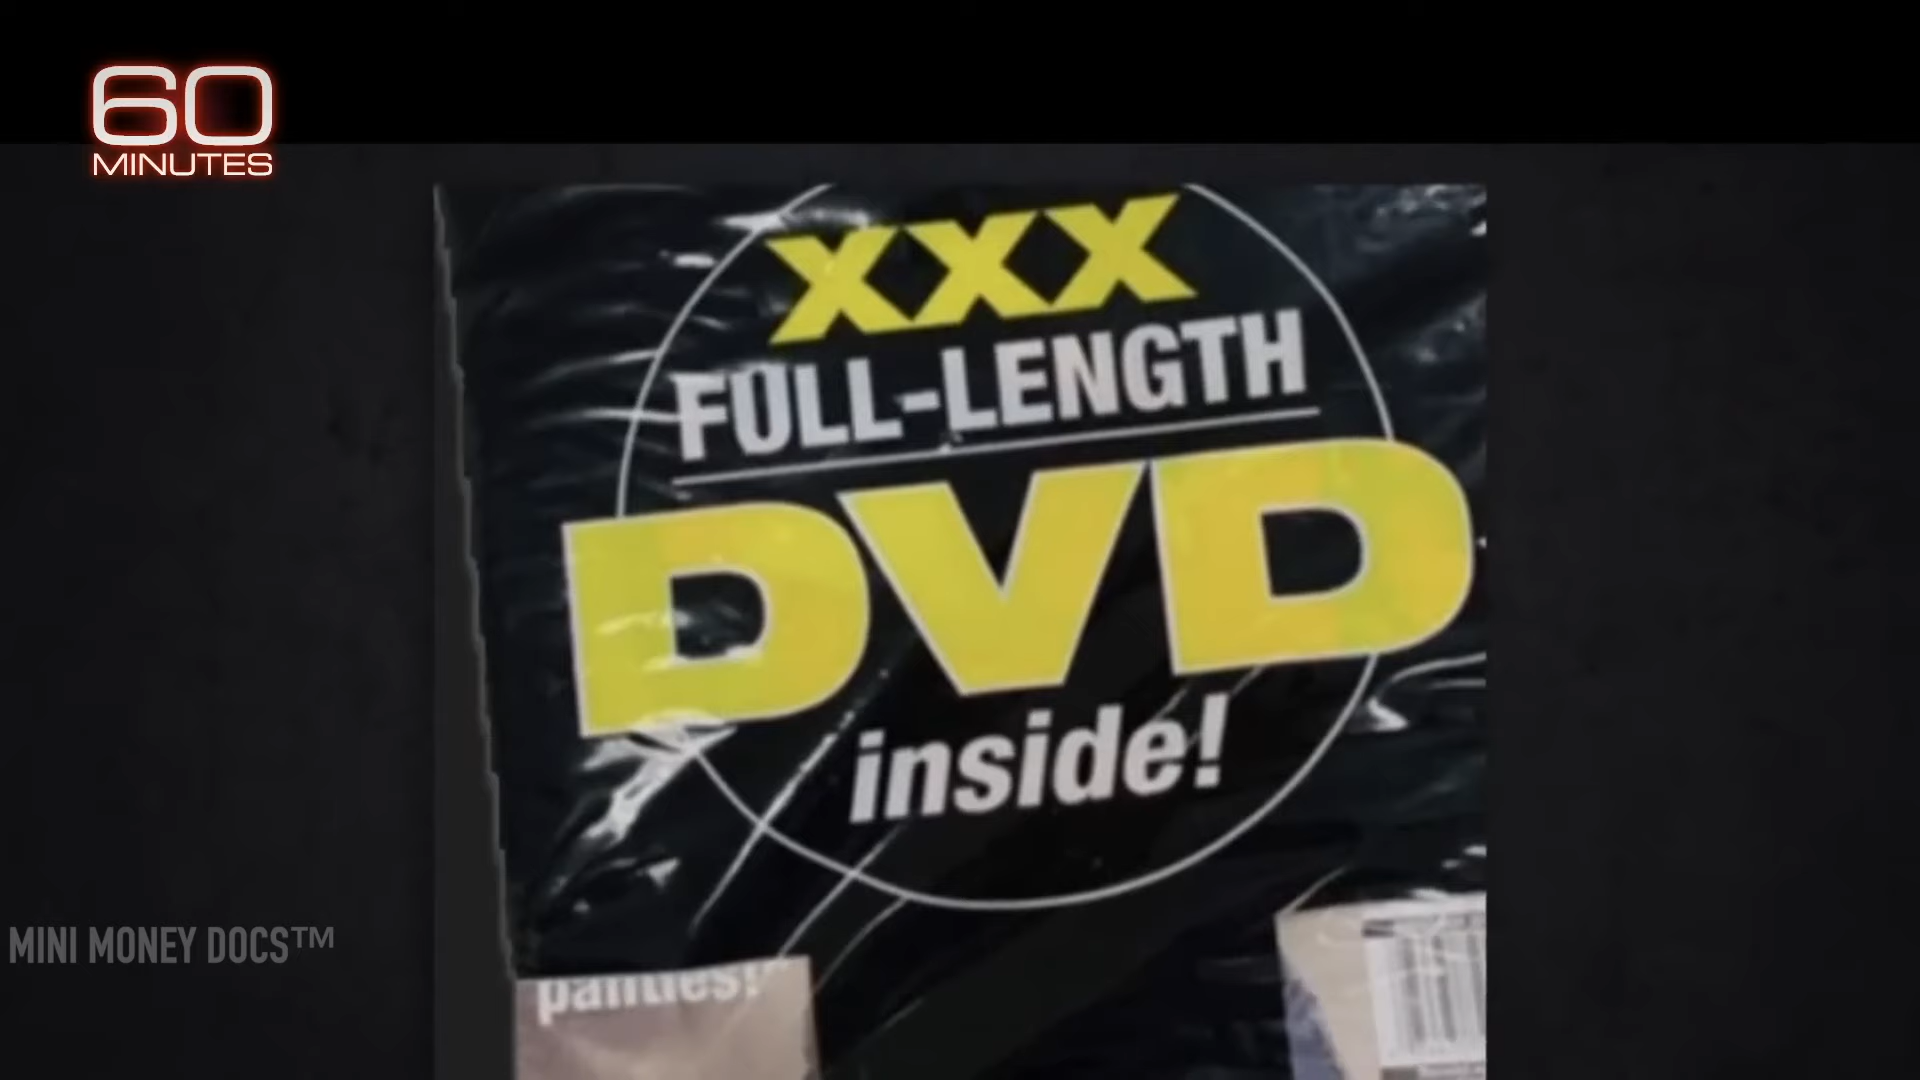 60
MINUTES
XXX
FULL-LENGTH
DVD
inside!
MINI MONEY DOCS™
panties!"